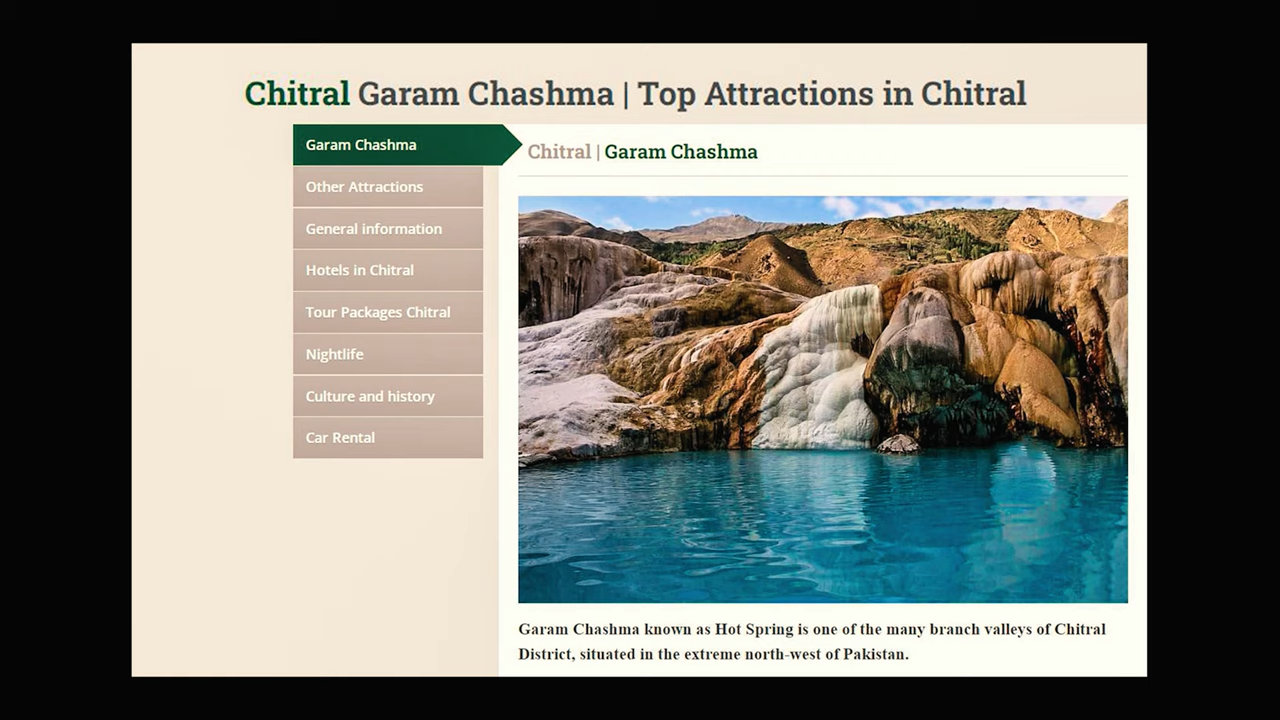 Chitral Garam Chashma | Top Attractions in Chitral
Garam Chashma
Other Attractions
General information
Hotels in Chitral
Tour Packages Chitral
Nightlife
Culture and history
Car Rental
Chitral | Garam Chashma
Garam Chashma known as Hot Spring is one of the many branch valleys of Chitral
District, situated in the extreme north-west of Pakistan.